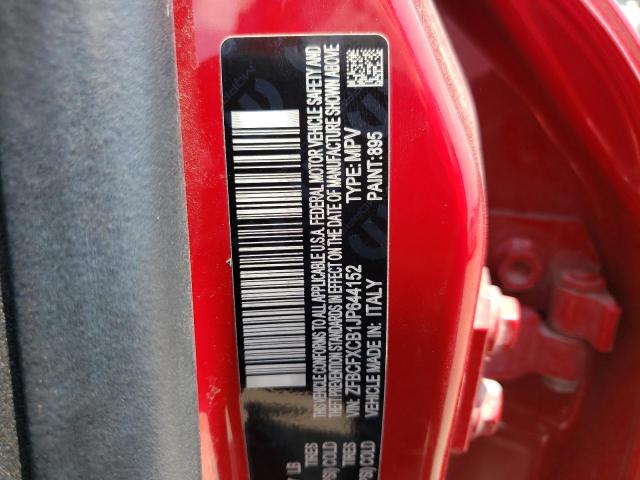 THIS VEHICLE CONFORMS TO ALL APPLICABLE U.S.A. FEDERAL MOTOR VEHICLE SAFETY AND
THEFT PREVENTION STANDARDS IN EFFECT ON THE DATE OF MANUFACTURE SHOWN ABOVE
VIN: ZFBCFXCB1JP644152 TYPE: MPV
VEHICLE MADE IN: ITALY PAINT: 895
LB
TIRES
SI) COLD
TIRES
PSI) COLD